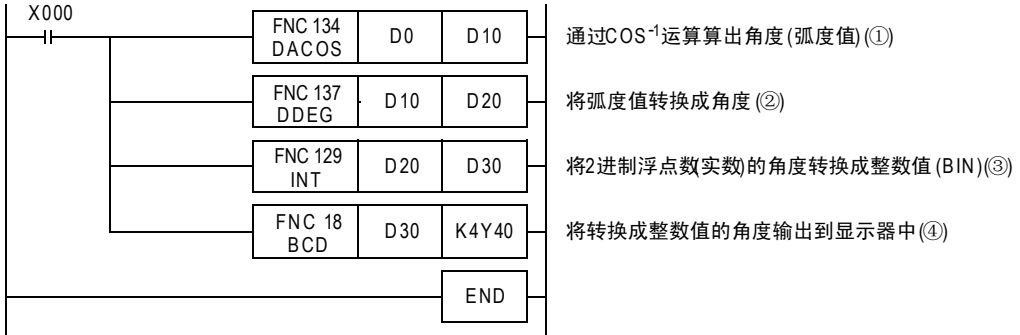 X000
FNC 134
DACOS
D0
D10
通过COS⁻¹运算算出角度(弧度值)(①)
FNC 137
DDEG
D10
D20
将弧度值转换成角度(②)
FNC 129
INT
D20
D30
将2进制浮点数(实数)的角度转换成整数值(BIN)(③)
FNC 18
BCD
D30
K4Y40
将转换成整数值的角度输出到显示器中(④)
END